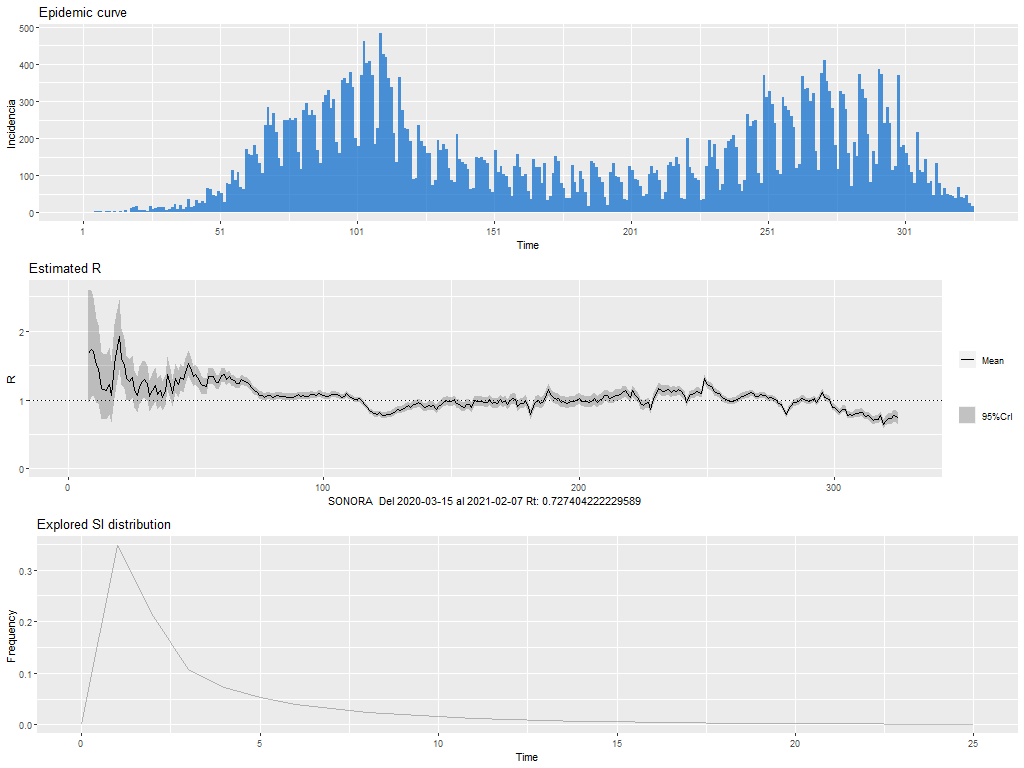 Epidemic curve
500
400
300
200
100
0
Incidencia
1 51 101 151 201 251 301
Time
Estimated R
2
1
0
R
0 100 200 300
SONORA Del 2020-03-15 al 2021-02-07 Rt: 0.727404222229589
Mean
95%CrI
Explored SI distribution
0.3
0.2
0.1
0.0
Frequency
0 5 10 15 20 25
Time